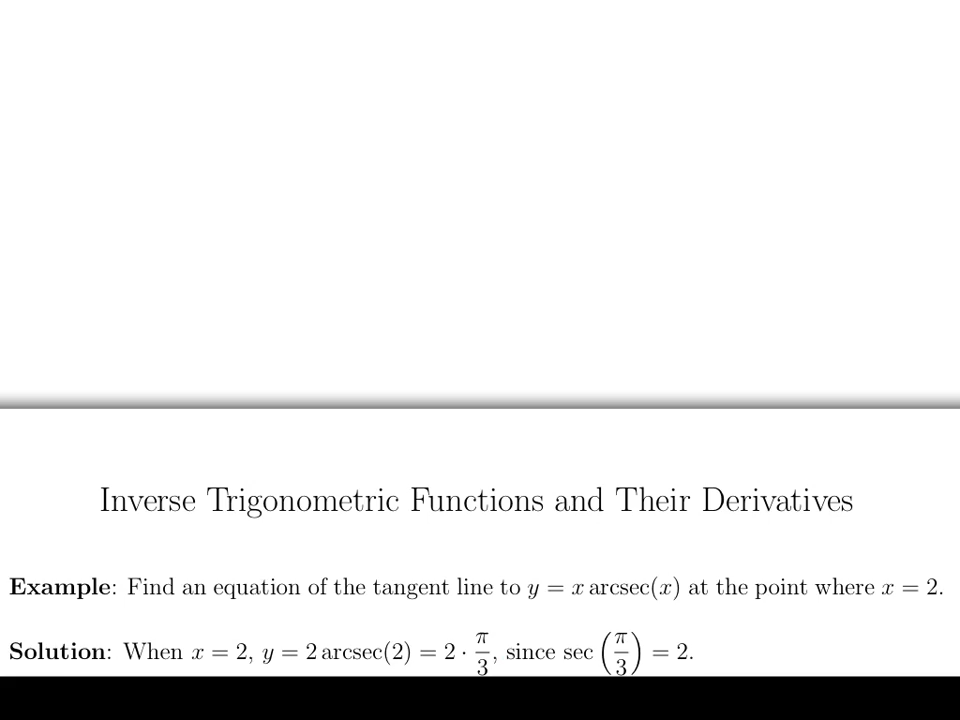 Inverse Trigonometric Functions and Their Derivatives
Example: Find an equation of the tangent line to y = x arcsec(x) at the point where x = 2.
Solution: When x = 2, y = 2 arcsec(2) = 2 · π/3, since sec(π/3) = 2.